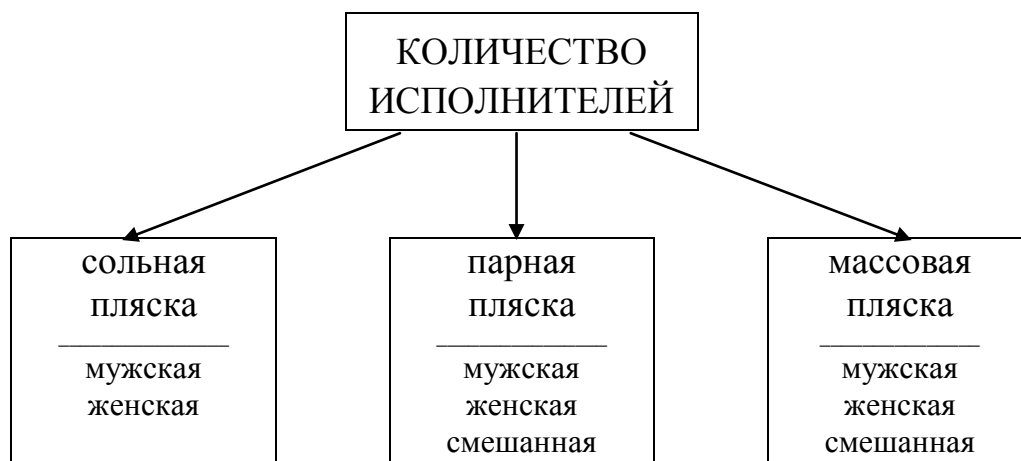 КОЛИЧЕСТВО
ИСПОЛНИТЕЛЕЙ
сольная
пляска
мужская
женская
парная
пляска
мужская
женская
смешанная
массовая
пляска
мужская
женская
смешанная